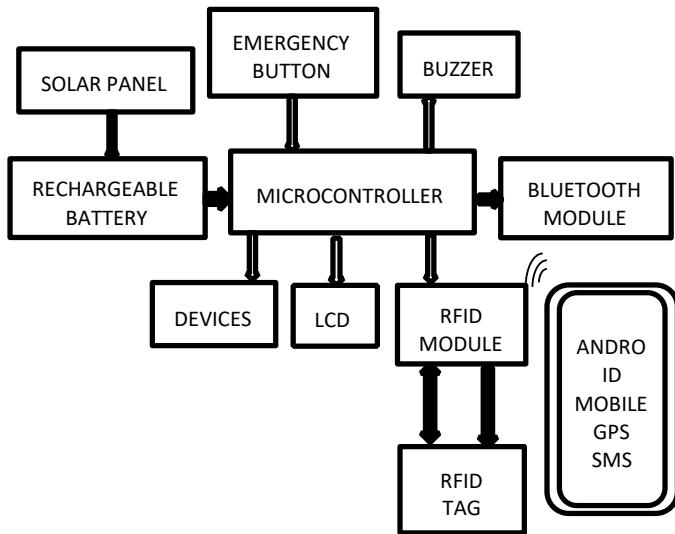 EMERGENCY
BUTTON
BUZZER
SOLAR PANEL
RECHARGEABLE
BATTERY
MICROCONTROLLER
BLUETOOTH
MODULE
DEVICES
LCD
RFID
MODULE
ANDRO
ID
MOBILE
GPS
SMS
RFID
TAG